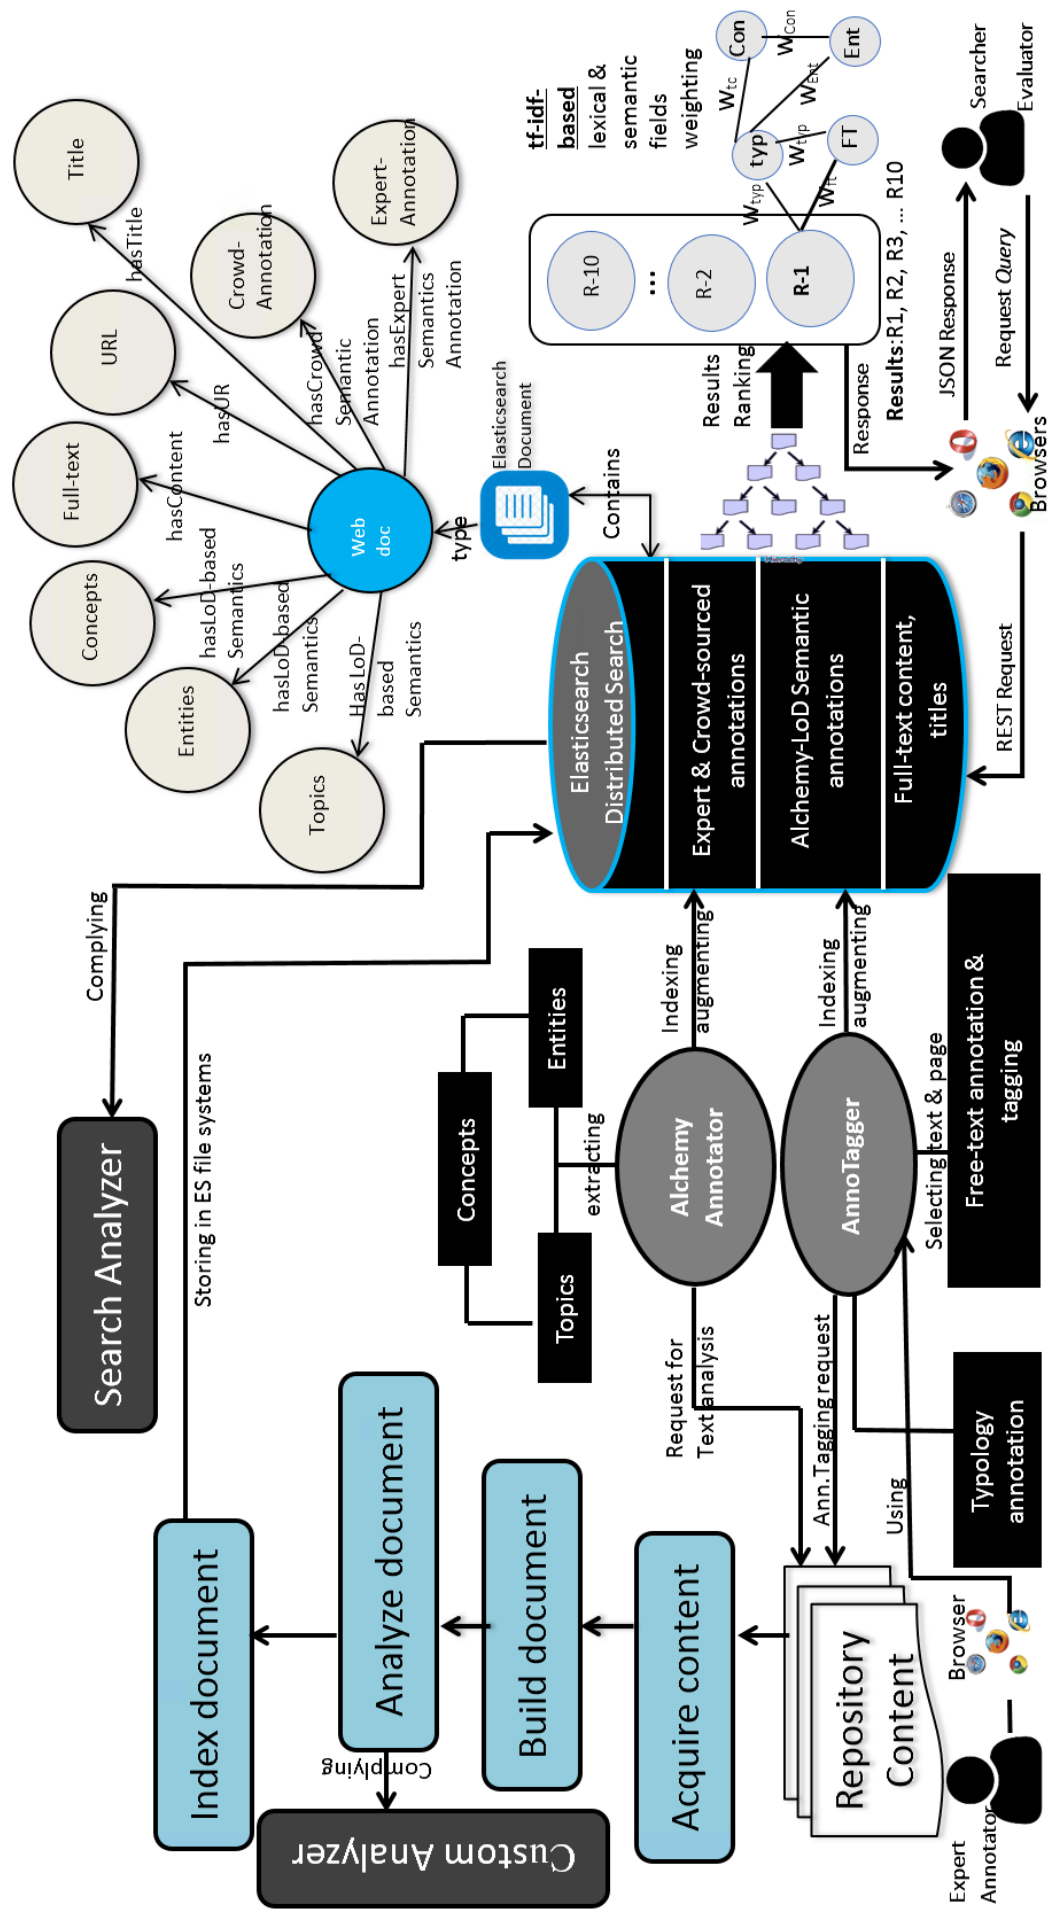 Index document
Analyze document
Build document
Acquire content
Custom Analyzer
Complying
Repository
Content
Expert
Annotator
Browser
Using
Search Analyzer
Complying
Storing in ES file systems
Concepts
Topics
Entities
extracting
Alchemy
Annotator
AnnoTagger
Request for
Text analysis
Ann.Tagging request
Typology
annotation
Selecting text & page
Free-text annotation &
tagging
Indexing
augmenting
Indexing
augmenting
Elasticsearch
Distributed Search
Expert & Crowd-sourced
annotations
Alchemy-LoD Semantic
annotations
Full-text content,
titles
Topics
Entities
Concepts
Full-text
URL
Title
Crowd-
Annotation
Expert-
Annotation
Web
doc
HasLoD-
based
Semantics
hasLoD-based
Semantics
hasLoD-based
Semantics
hasContent
hasUR
hasTitle
hasCrowd
Semantic
Annotation
hasExpert
Semantics
Annotation
type
Elasticsearch
Document
Contains
Results
Ranking
R-10
...
R-2
R-1
Response
Results:R1, R2, R3, ... R10
tf-idf-
based
lexical &
semantic
fields
weighting
Con
Ent
typ
FT
WCon
Wtc
WEnt
Wtyp
Wtyp
Wft
REST Request
Browsers
JSON Response
Request Query
Searcher
Evaluator